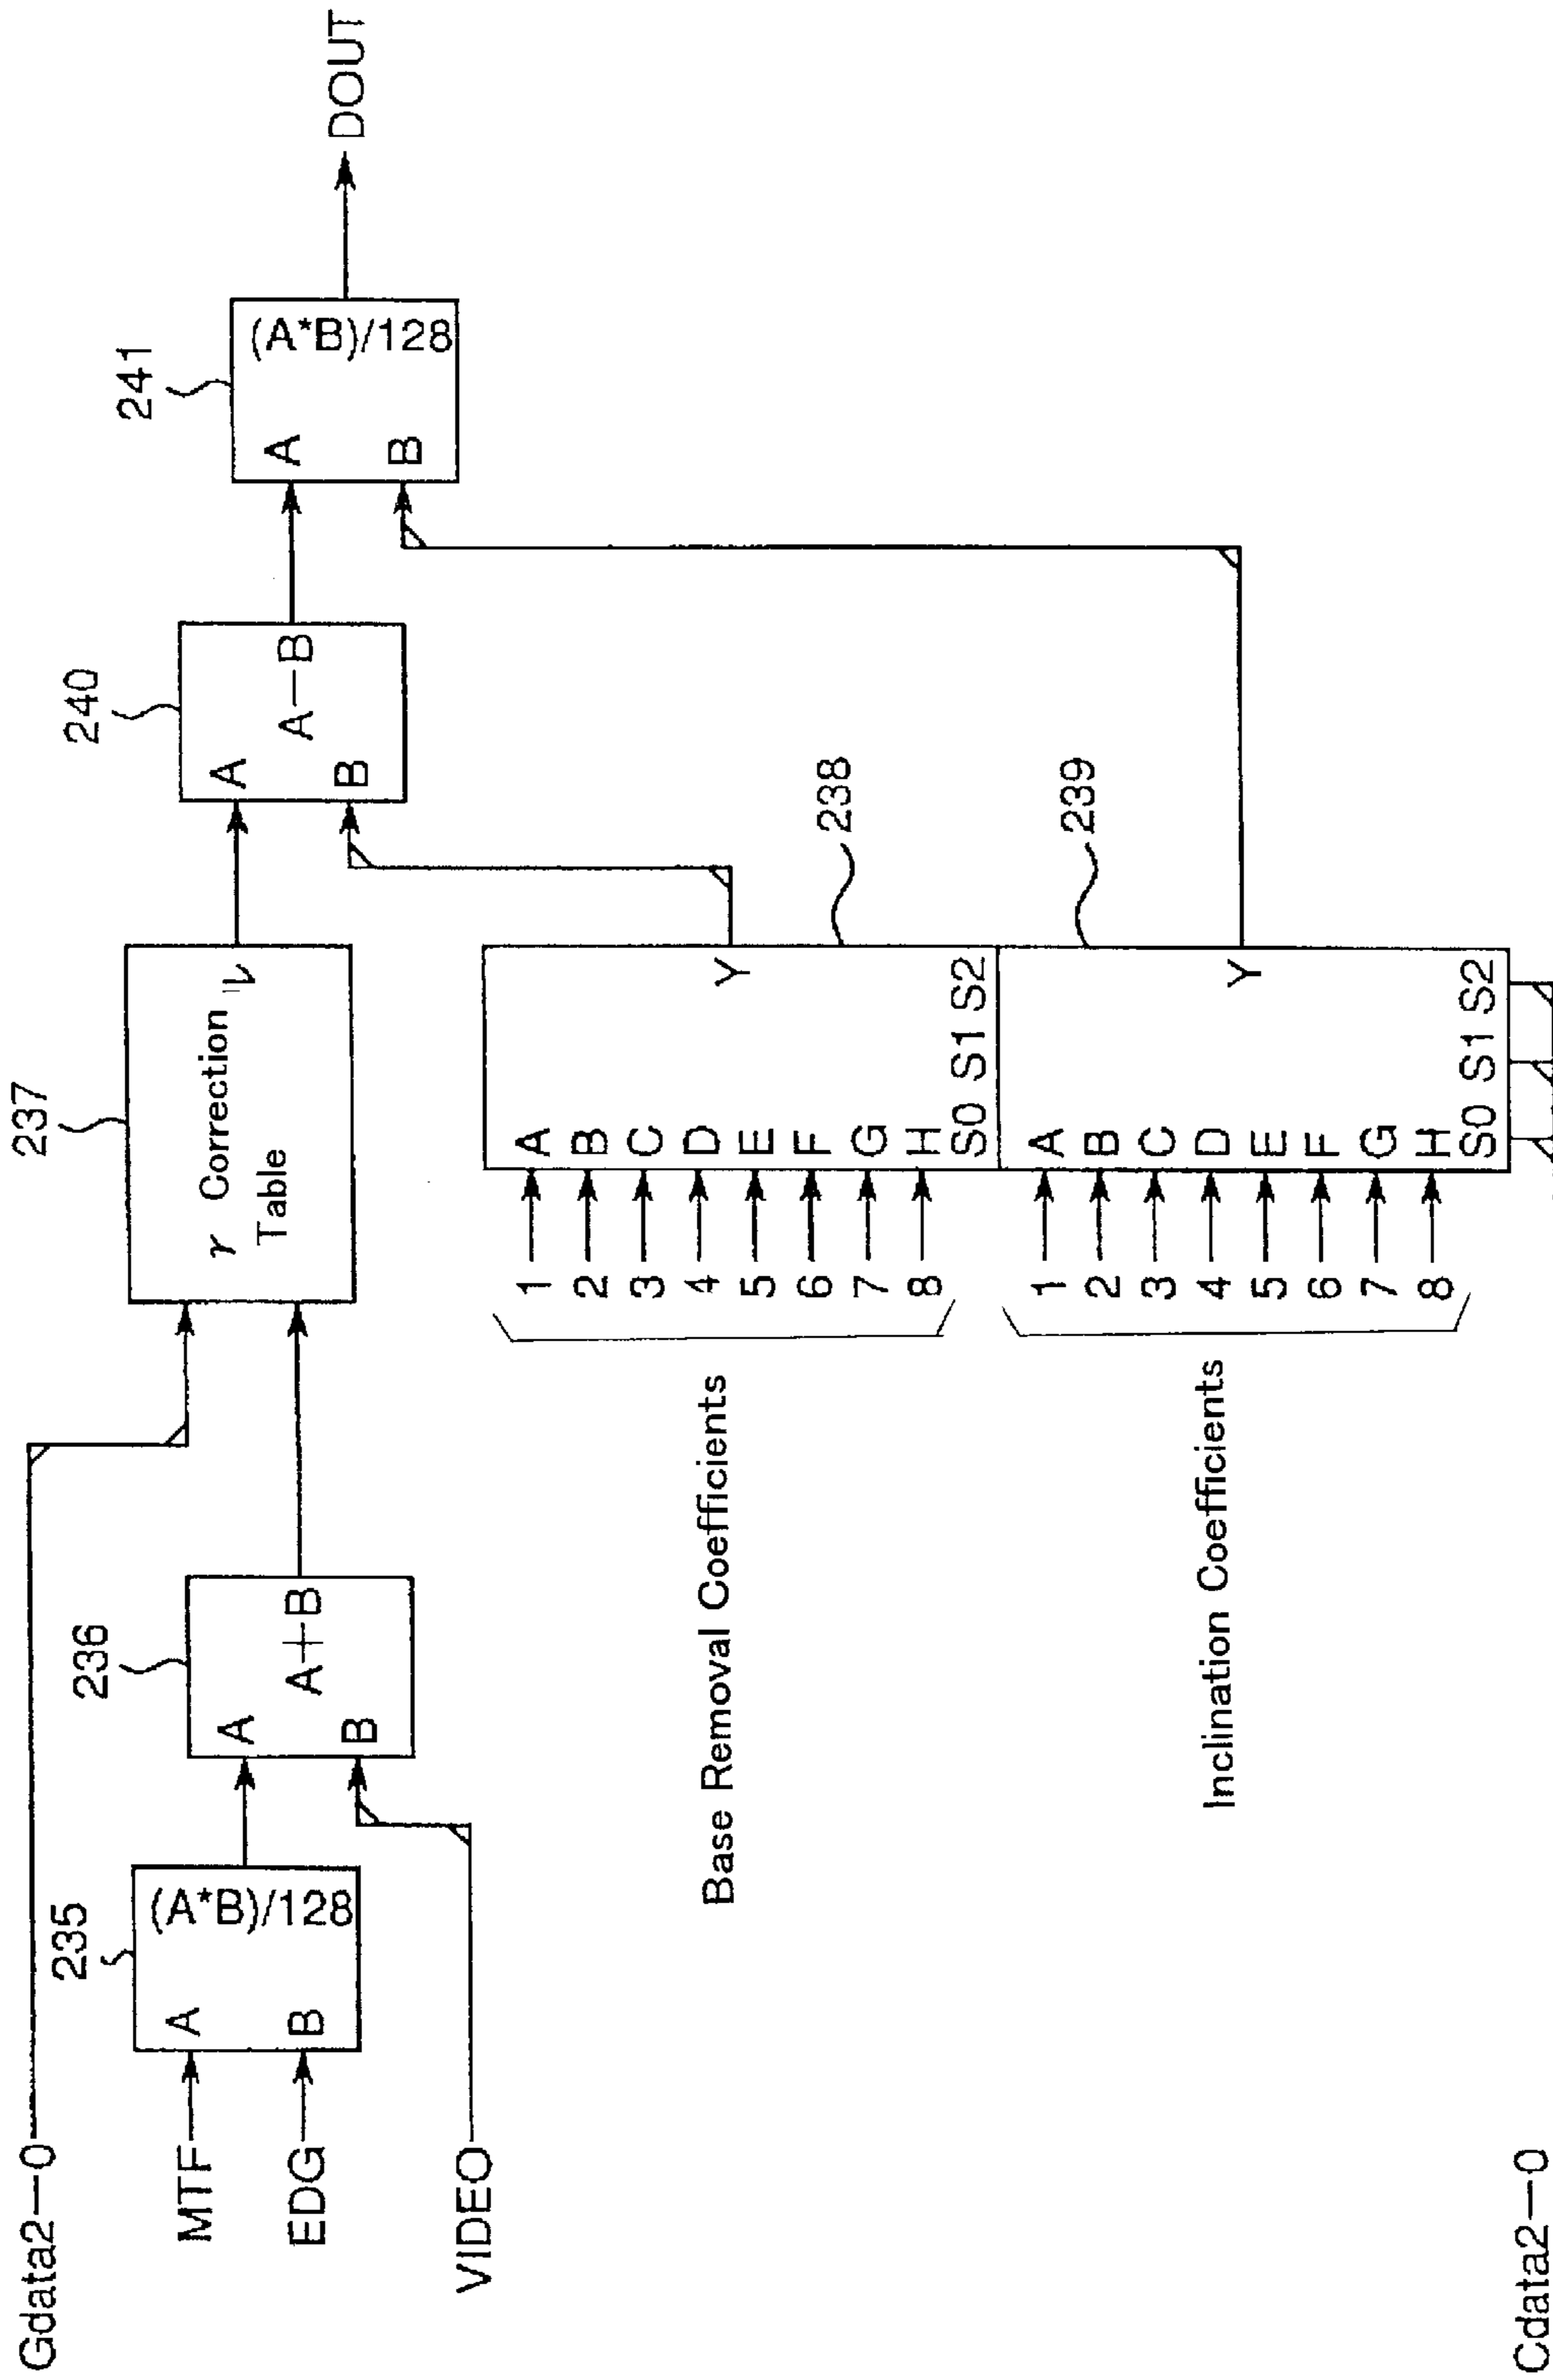 Gdata2—0
MTF
EDG
VIDEO
235
A
B
(A*B)/128
236
A
B
A+B
237
γ Correction
Table
240
A
B
A—B
241
A
B
(A*B)/128
DOUT
Base Removal Coefficients
1
2
3
4
5
6
7
8
A
B
C
D
E
F
G
H
S0 S1 S2
Y
238
Inclination Coefficients
1
2
3
4
5
6
7
8
A
B
C
D
E
F
G
H
S0 S1 S2
Y
239
Cdata2—0